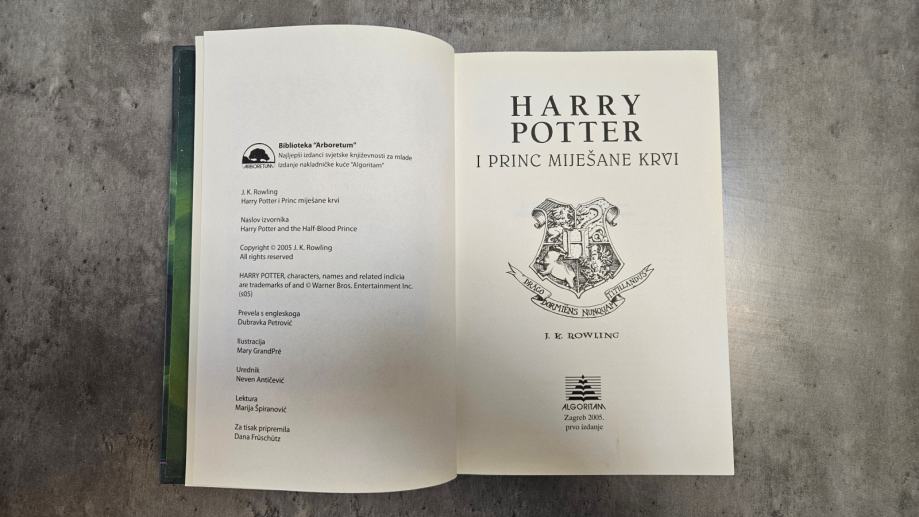 ARBORETUM
Biblioteka "Arboretum"
Najljepši izdanci svjetske književnosti za mlade
izdanje nakladničke kuće "Algoritam"
J. K. Rowling
Harry Potter i Princ miješane krvi
Naslov izvornika
Harry Potter and the Half-Blood Prince
Copyright © 2005 J. K. Rowling
All rights reserved
HARRY POTTER, characters, names and related indicia
are trademarks of and © Warner Bros. Entertainment Inc.
(s05)
Prevela s engleskoga
Dubravka Petrović
Ilustracija
Mary GrandPré
Urednik
Neven Antičević
Lektura
Marija Špiranović
Za tisak pripremila
Dana Früschütz
HARRY
POTTER
I PRINC MIJEŠANE KRVI
H
DRACO
DORMIENS NUNQUAM
TITILLANDUS
J. K. ROWLING
ALGORITAM
Zagreb 2005.
prvo izdanje